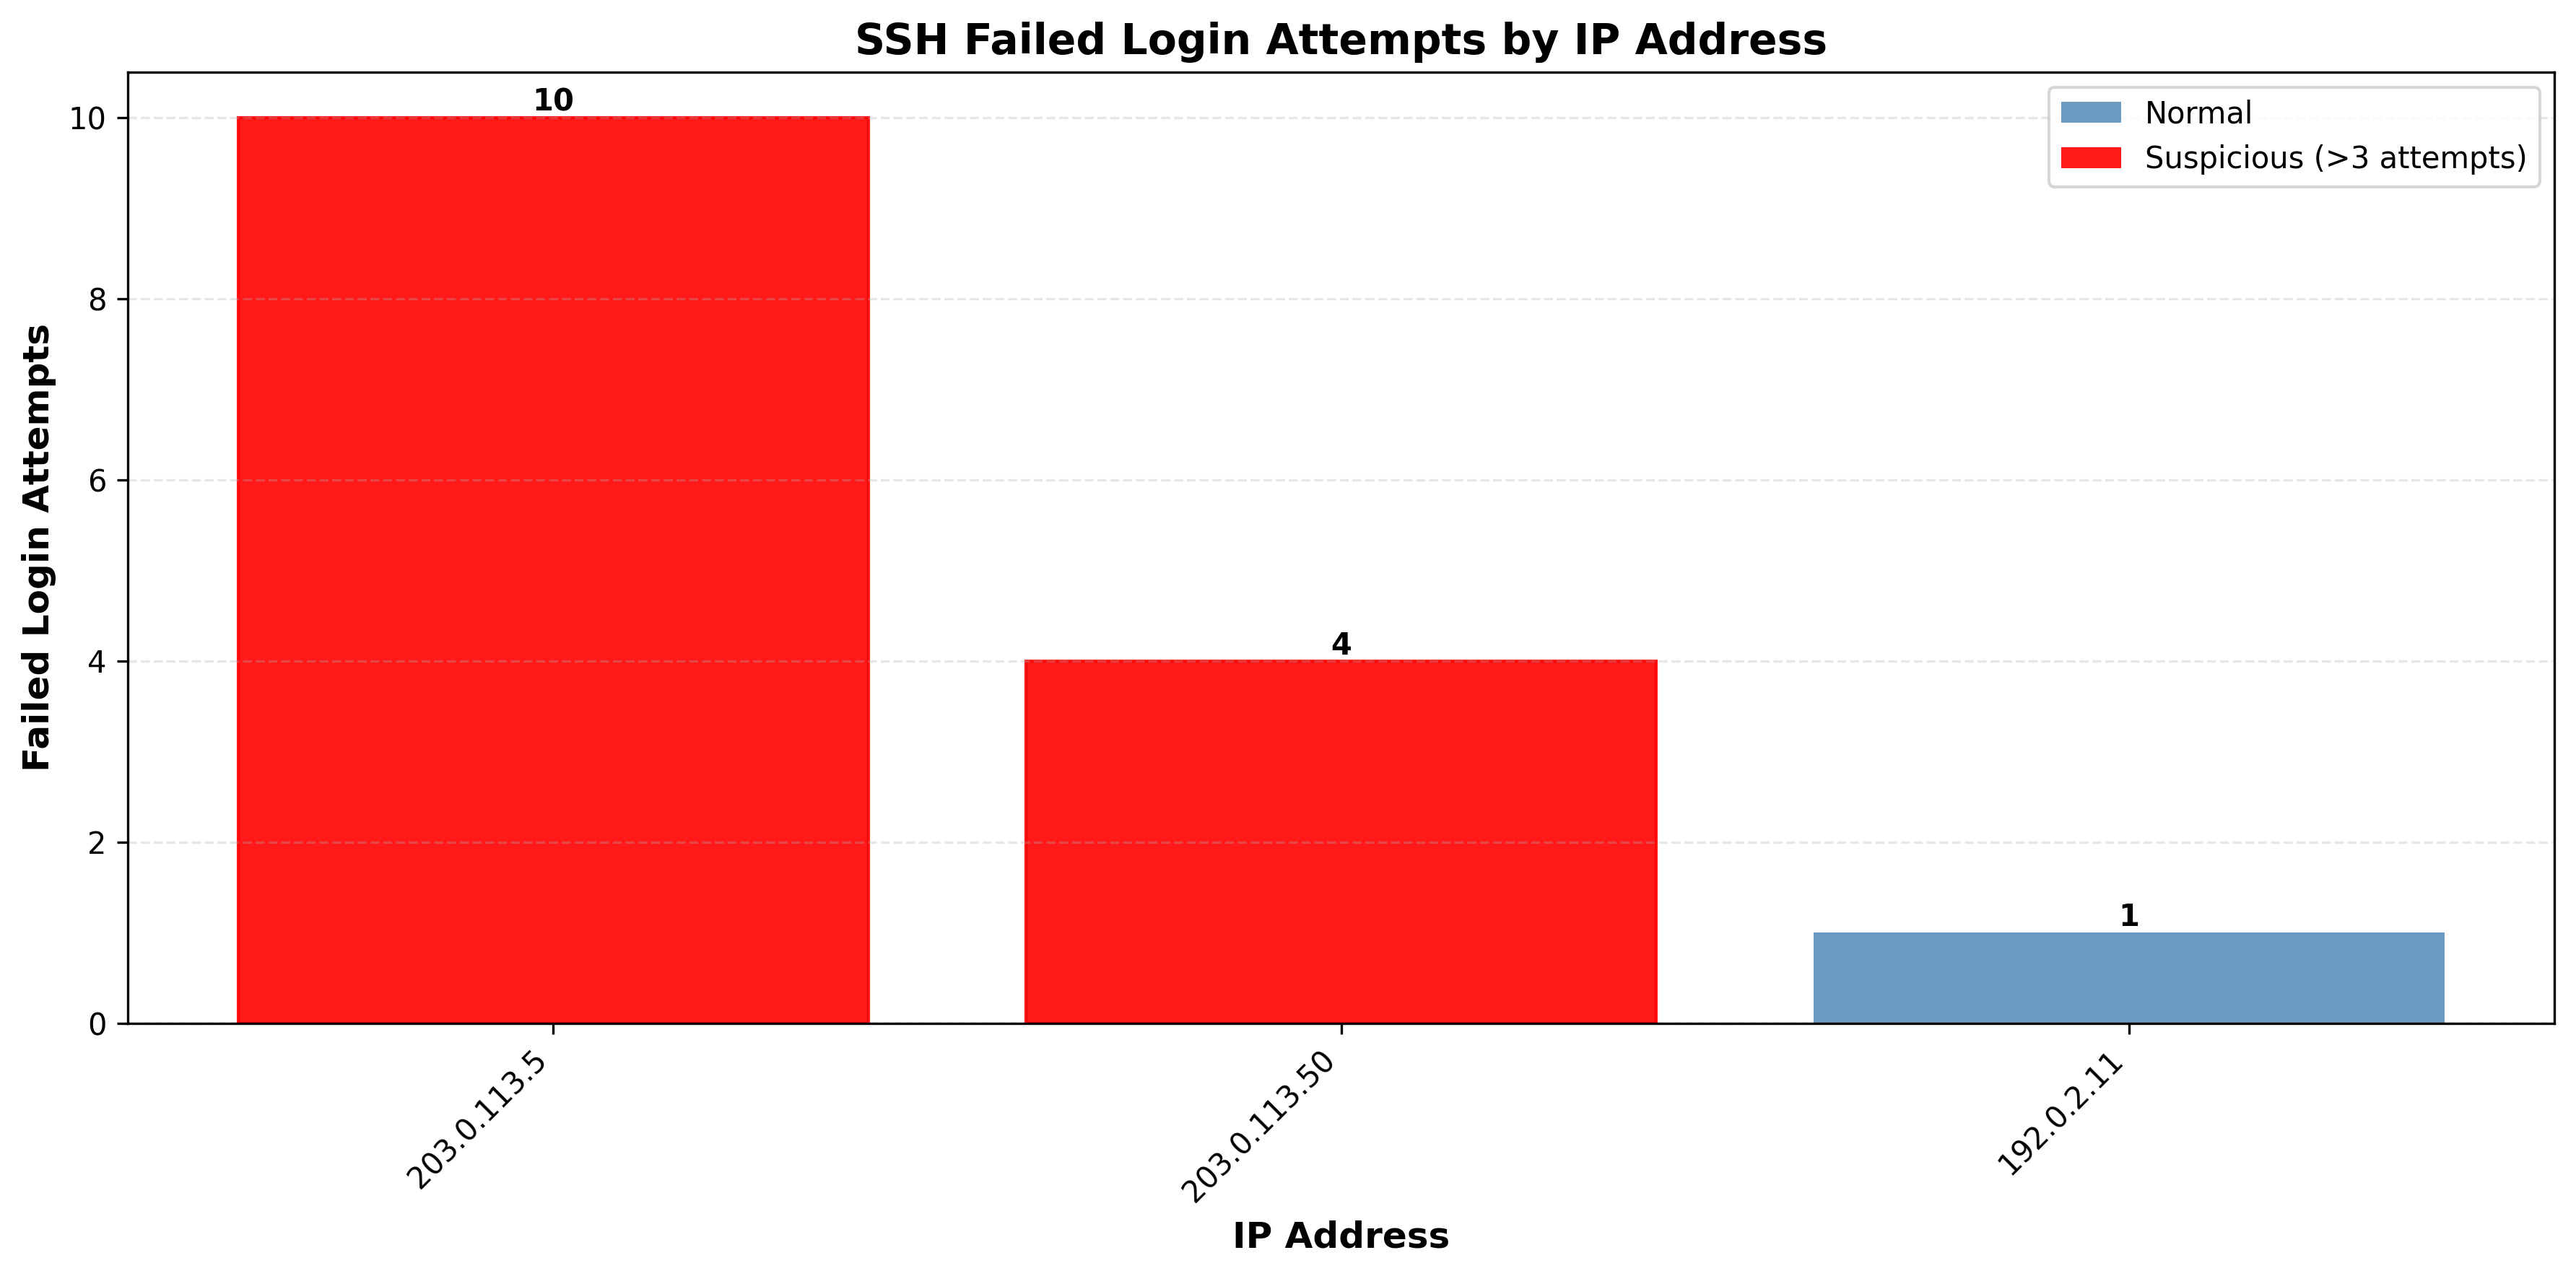 SSH Failed Login Attempts by IP Address
Normal
Suspicious (>3 attempts)
Failed Login Attempts
10
8
6
4
2
0
10
4
1
203.0.113.5
203.0.113.50
192.0.2.11
IP Address